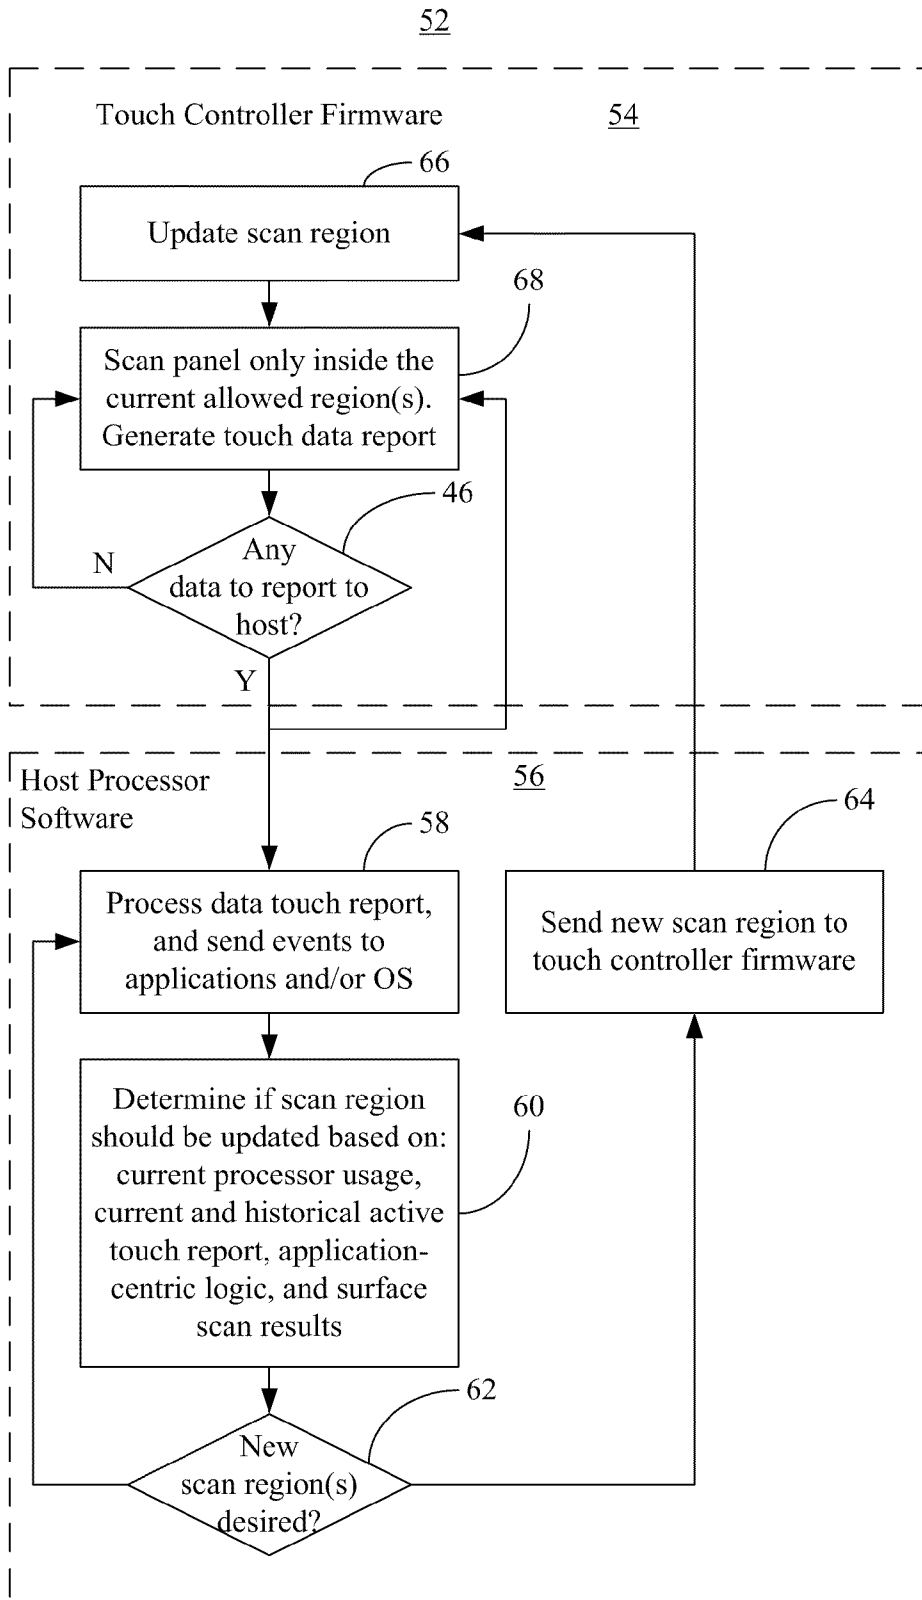 52
Touch Controller Firmware
54
66
Update scan region
68
Scan panel only inside the
current allowed region(s).
Generate touch data report
46
Any
data to report to
host?
N
Y
Host Processor
Software
56
58
64
Process data touch report,
and send events to
applications and/or OS
Send new scan region to
touch controller firmware
60
Determine if scan region
should be updated based on:
current processor usage,
current and historical active
touch report, application-
centric logic, and surface
scan results
62
New
scan region(s)
desired?